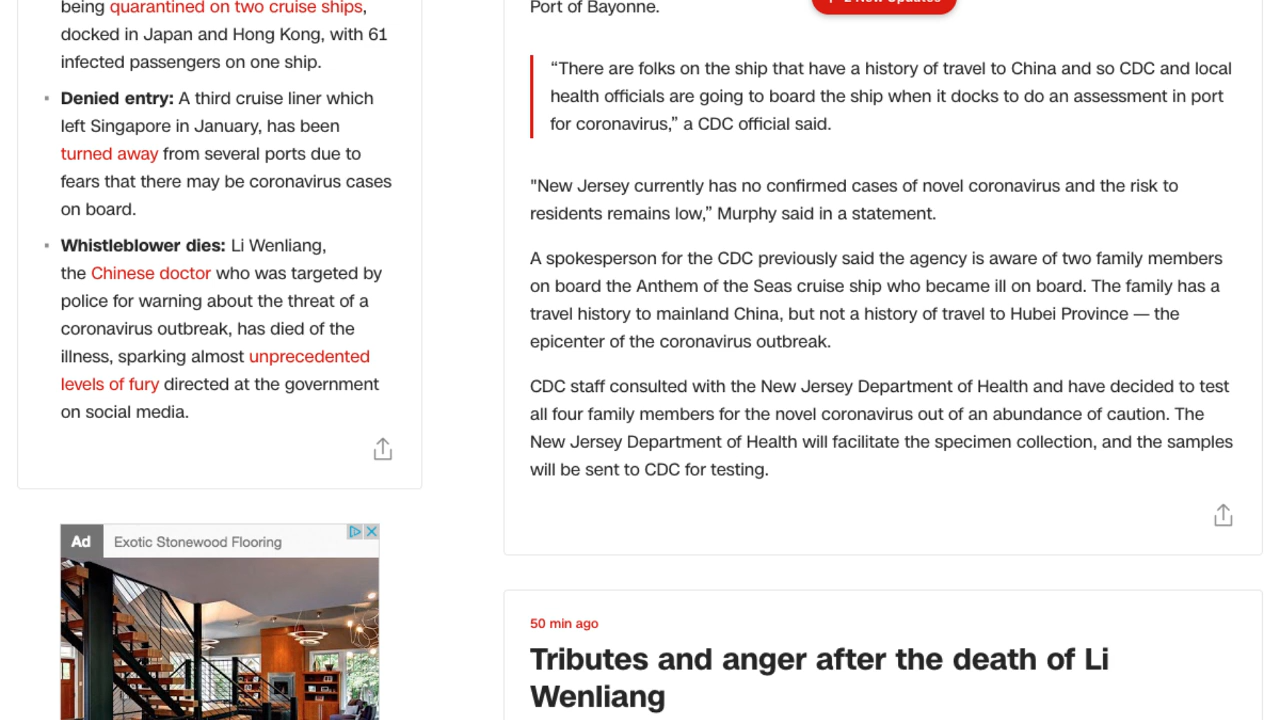 being quarantined on two cruise ships,
docked in Japan and Hong Kong, with 61
infected passengers on one ship.
Denied entry: A third cruise liner which
left Singapore in January, has been
turned away from several ports due to
fears that there may be coronavirus cases
on board.
Whistleblower dies: Li Wenliang,
the Chinese doctor who was targeted by
police for warning about the threat of a
coronavirus outbreak, has died of the
illness, sparking almost unprecedented
levels of fury directed at the government
on social media.
Ad
Exotic Stonewood Flooring
2 New Updates
Port of Bayonne.
“There are folks on the ship that have a history of travel to China and so CDC and local
health officials are going to board the ship when it docks to do an assessment in port
for coronavirus,” a CDC official said.
"New Jersey currently has no confirmed cases of novel coronavirus and the risk to
residents remains low,” Murphy said in a statement.
A spokesperson for the CDC previously said the agency is aware of two family members
on board the Anthem of the Seas cruise ship who became ill on board. The family has a
travel history to mainland China, but not a history of travel to Hubei Province — the
epicenter of the coronavirus outbreak.
CDC staff consulted with the New Jersey Department of Health and have decided to test
all four family members for the novel coronavirus out of an abundance of caution. The
New Jersey Department of Health will facilitate the specimen collection, and the samples
will be sent to CDC for testing.
50 min ago
Tributes and anger after the death of Li
Wenliang